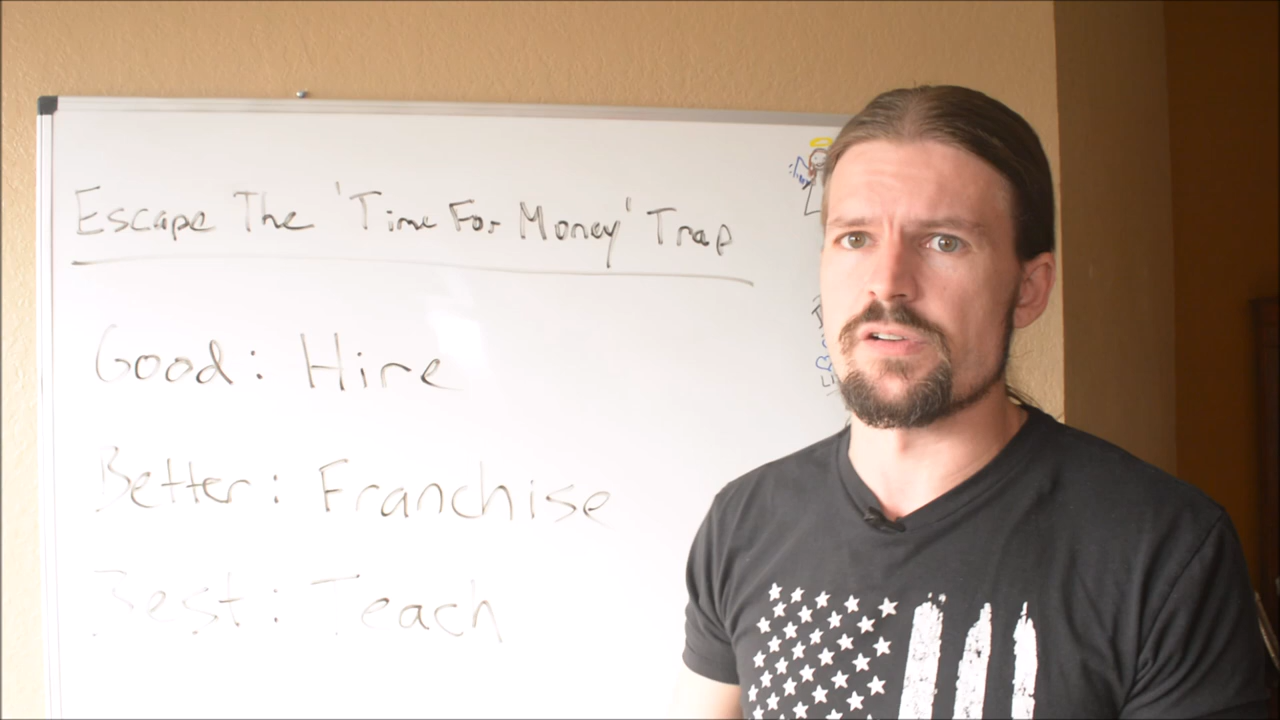 Escape The 'Time For Money' Trap
Good: Hire
Better: Franchise
Best: Teach